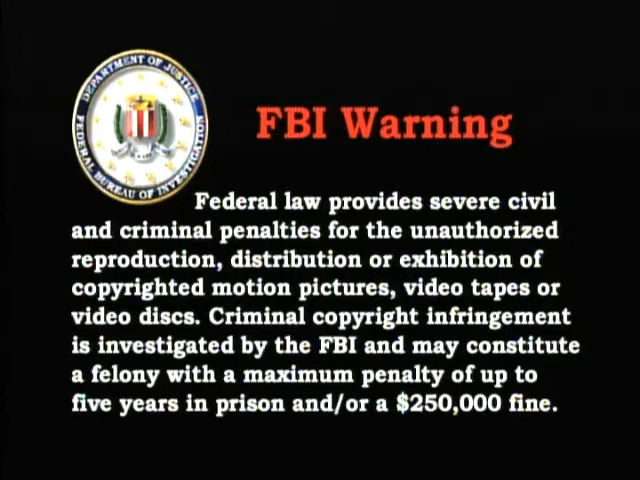 DEPARTMENT OF JUSTICE
FEDERAL BUREAU OF INVESTIGATION
FBI Warning
Federal law provides severe civil
and criminal penalties for the unauthorized
reproduction, distribution or exhibition of
copyrighted motion pictures, video tapes or
video discs. Criminal copyright infringement
is investigated by the FBI and may constitute
a felony with a maximum penalty of up to
five years in prison and/or a $250,000 fine.